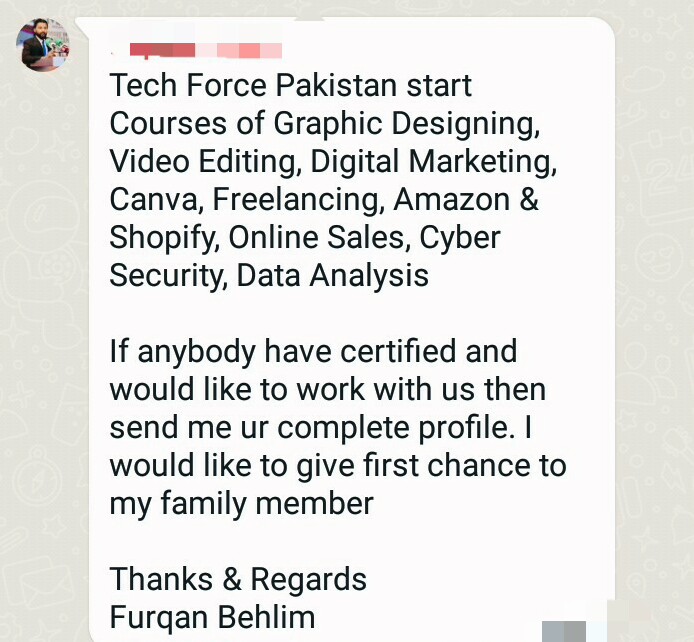 Tech Force Pakistan start
Courses of Graphic Designing,
Video Editing, Digital Marketing,
Canva, Freelancing, Amazon &
Shopify, Online Sales, Cyber
Security, Data Analysis
If anybody have certified and
would like to work with us then
send me ur complete profile. I
would like to give first chance to
my family member
Thanks & Regards
Furqan Behlim